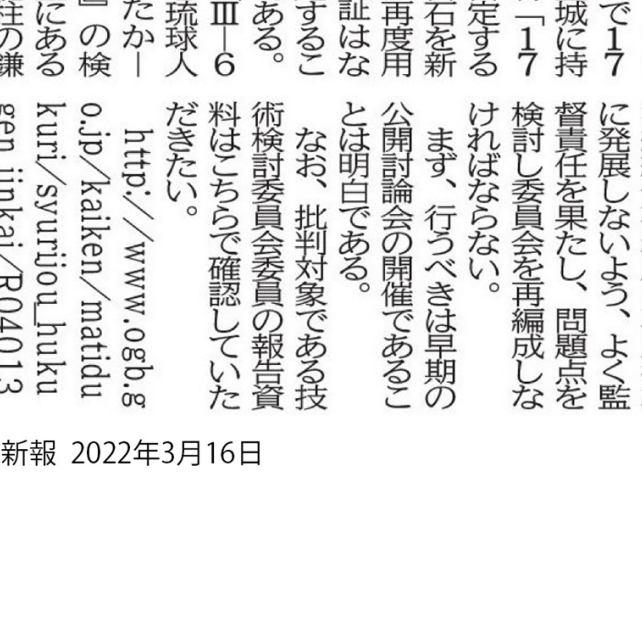 で17
城に持
「17
定する
石を新
再度用
証はな
するこ
ある。
Ⅲ―6
琉球人
たか―
』の検
にある
柱の鎌
に発展しないよう、よく監
督責任を果たし、問題点を
検討し委員会を再編成しな
ければならない。
まず、行うべきは早期の
公開討論会の開催であるこ
とは明白である。
なお、批判対象である技
術検討委員会委員の報告資
料はこちらで確認していた
だきたい。
http://www.ogb.g
o.jp/kaiken/matidu
kuri/syurijou_huku
gen_iinkai/R04013
新報 2022年3月16日